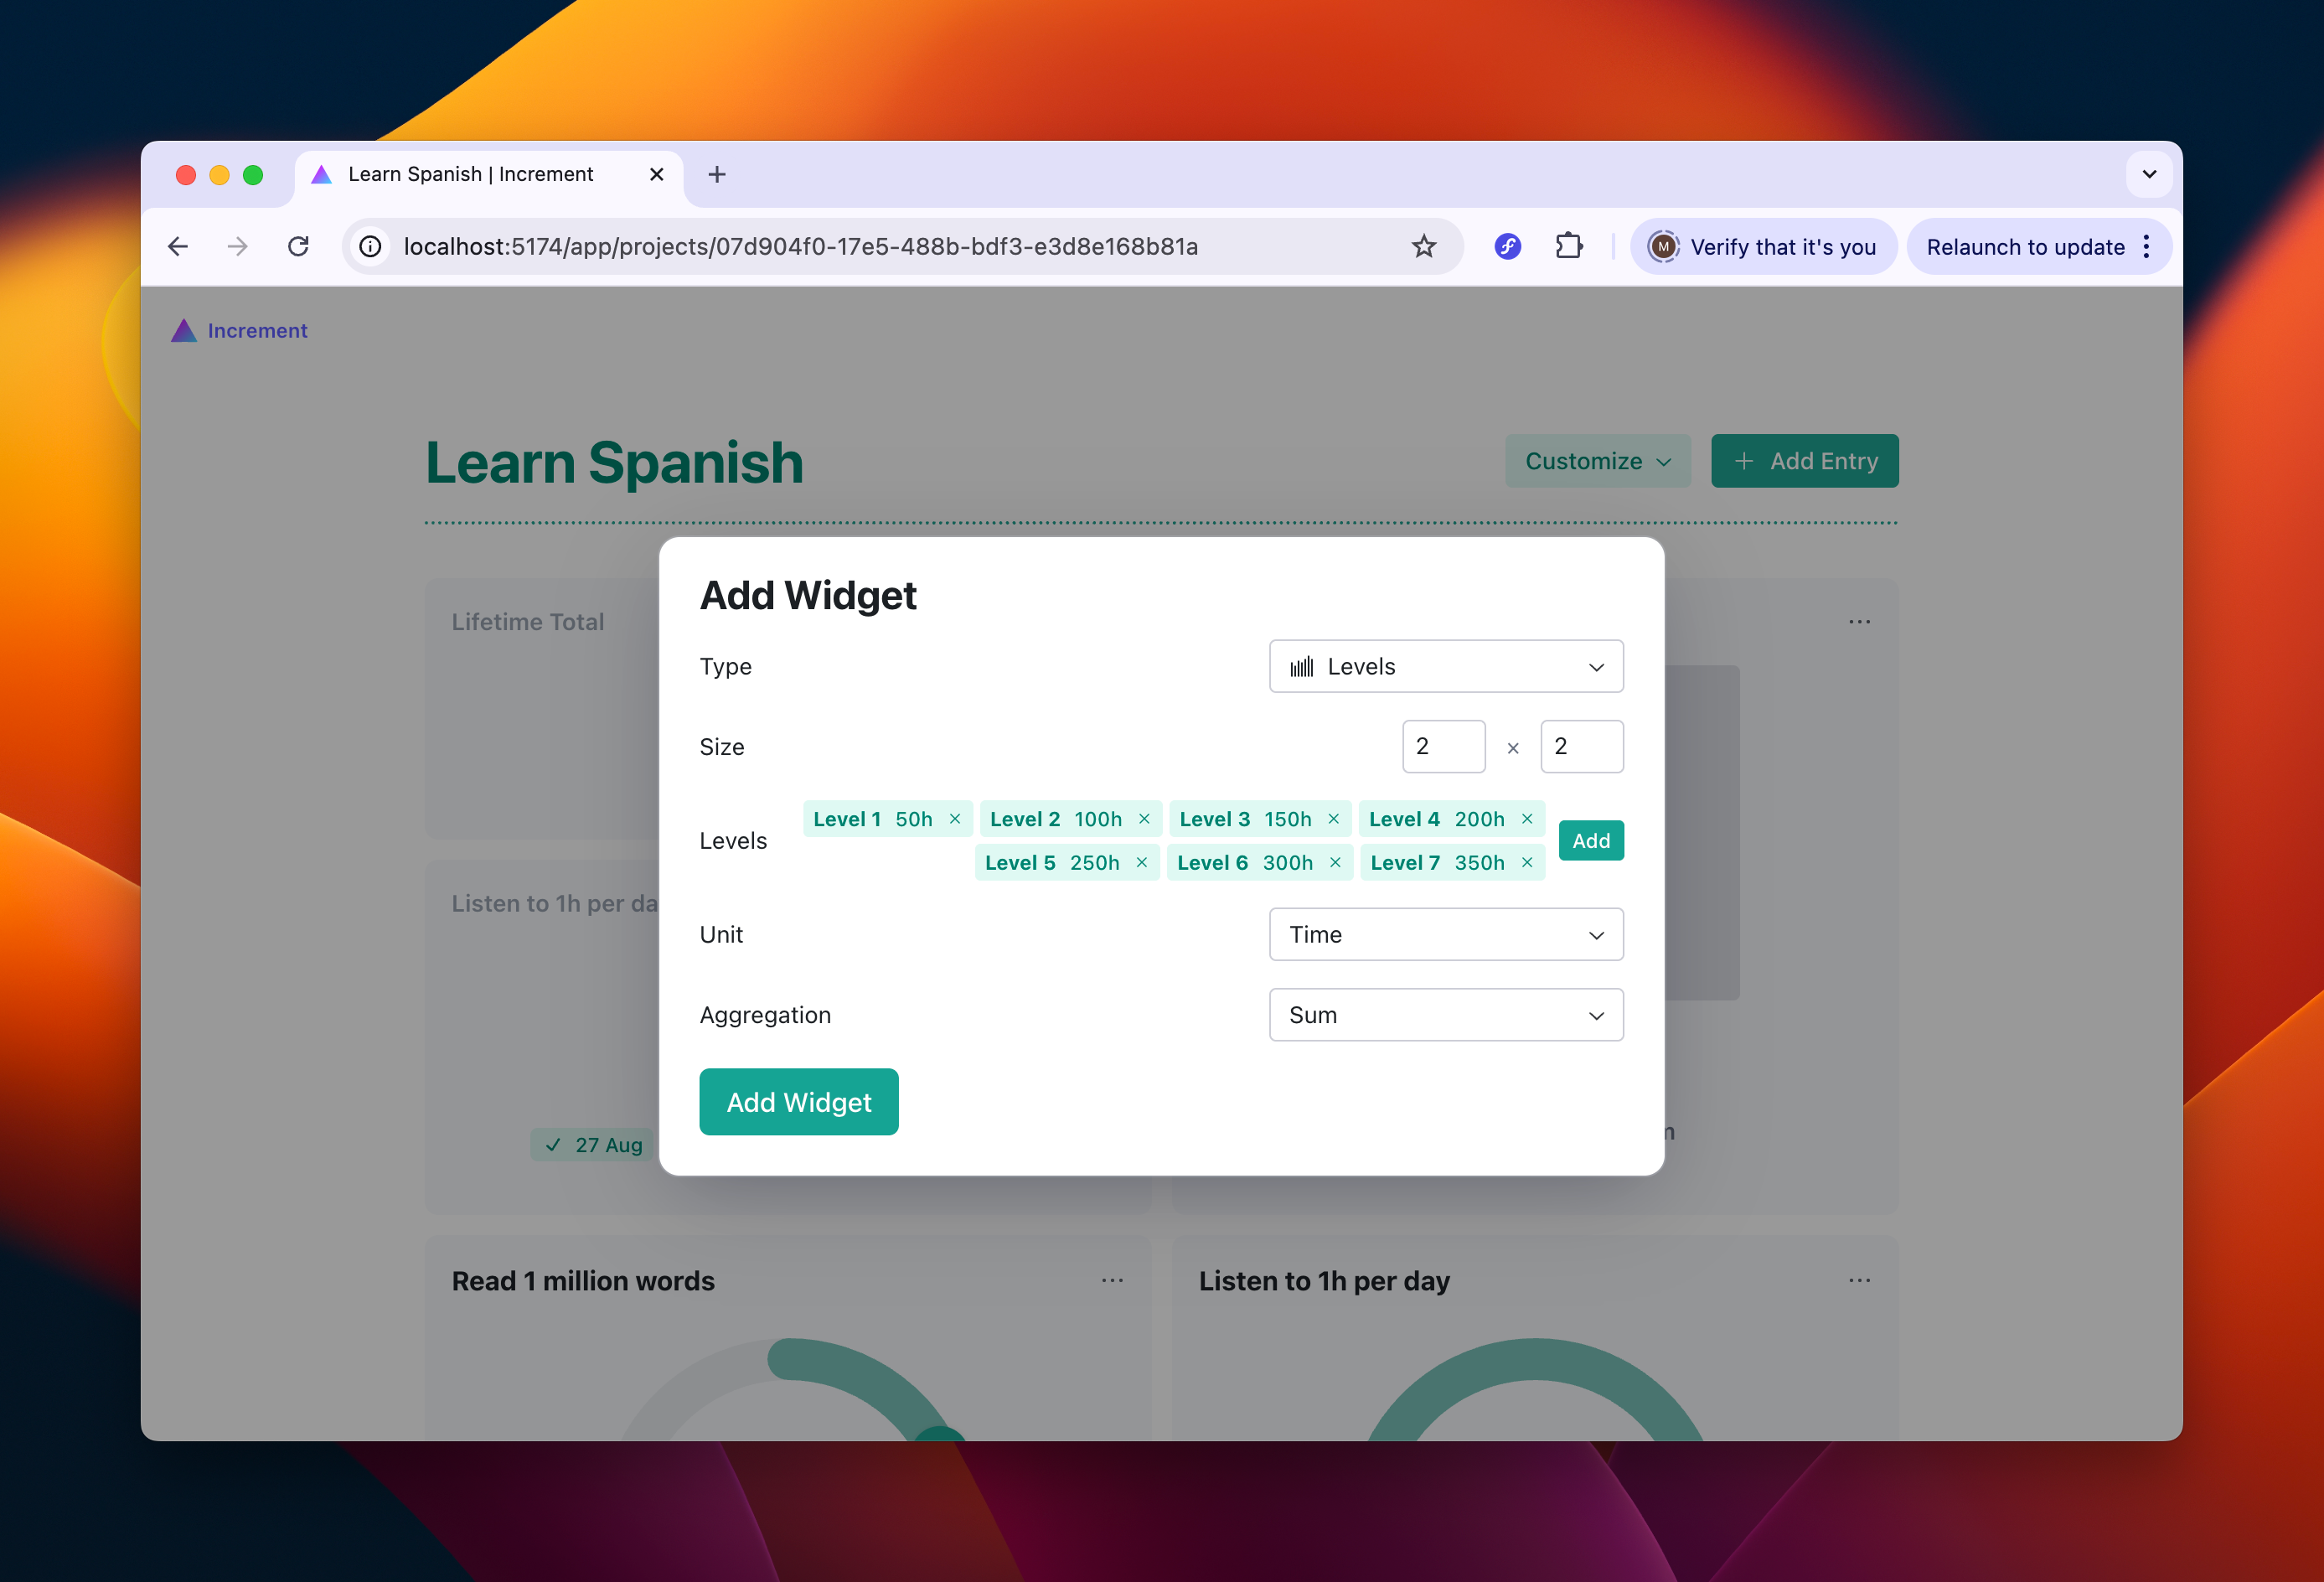 Learn Spanish | Increment
localhost:5174/app/projects/07d904f0-17e5-488b-bdf3-e3d8e168b81a
M Verify that it's you
Relaunch to update
Increment
Learn Spanish
Customize
Add Entry
Lifetime Total
Add Widget
Type
Levels
Size
2 × 2
Levels
Level 1 50h × Level 2 100h × Level 3 150h × Level 4 200h ×
Level 5 250h × Level 6 300h × Level 7 350h ×
Add
Listen to 1h per da
Unit
Time
Aggregation
Sum
Add Widget
27 Aug
Read 1 million words
Listen to 1h per day